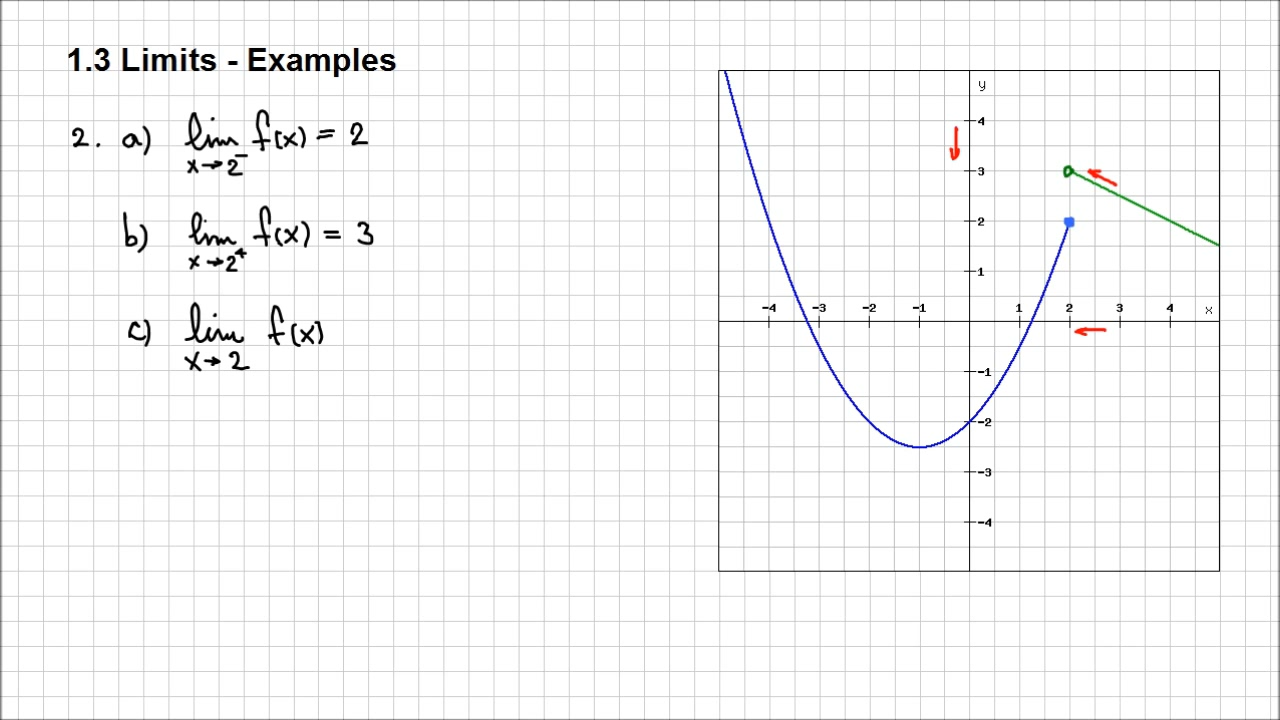 1.3 Limits - Examples
2. a) lim f(x) = 2
x→2⁻
b) lim f(x) = 3
x→2⁺
c) lim f(x)
x→2
y
4
3
2
1
-4 -3 -2 -1 1 2 3 4 x
-1
-2
-3
-4